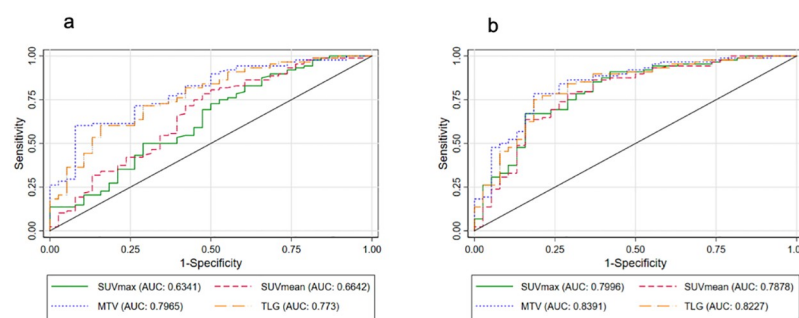 a
b
1.00
0.75
0.50
0.25
0.00
Sensitivity
0.00 0.25 0.50 0.75 1.00
1-Specificity
SUVmax (AUC: 0.6341) SUVmean (AUC: 0.6642)
MTV (AUC: 0.7965) TLG (AUC: 0.773)
1.00
0.75
0.50
0.25
0.00
Sensitivity
0.00 0.25 0.50 0.75 1.00
1-Specificity
SUVmax (AUC: 0.7996) SUVmean (AUC: 0.7878)
MTV (AUC: 0.8391) TLG (AUC: 0.8227)